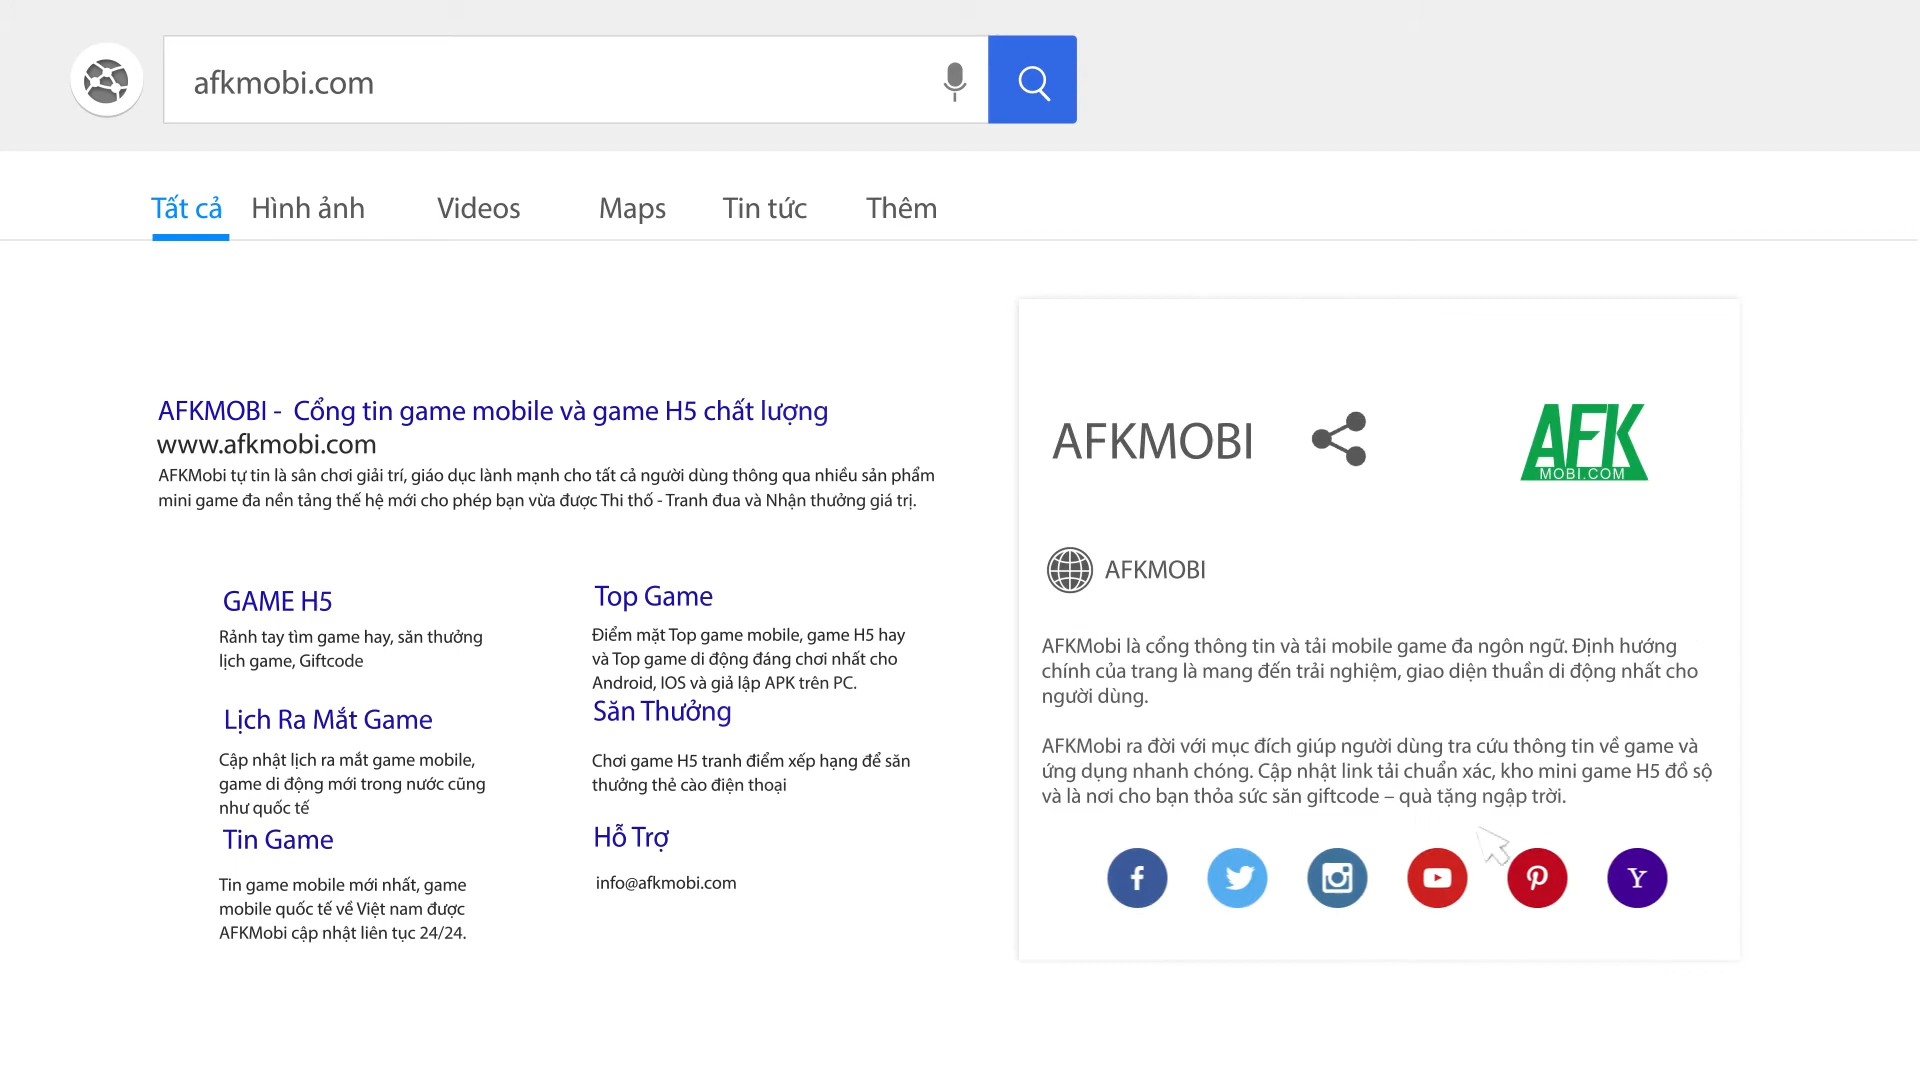 afkmobi.com
Tất cả Hình ảnh Videos Maps Tin tức Thêm
AFKMOBI - Cổng tin game mobile và game H5 chất lượng
www.afkmobi.com
AFKMobi tự tin là sân chơi giải trí, giáo dục lành mạnh cho tất cả người dùng thông qua nhiều sản phẩm
mini game đa nền tảng thế hệ mới cho phép bạn vừa được Thi thố - Tranh đua và Nhận thưởng giá trị.
GAME H5
Rảnh tay tìm game hay, săn thưởng
lịch game, Giftcode
Lịch Ra Mắt Game
Cập nhật lịch ra mắt game mobile,
game di động mới trong nước cũng
như quốc tế
Tin Game
Tin game mobile mới nhất, game
mobile quốc tế về Việt nam được
AFKMobi cập nhật liên tục 24/24.
Top Game
Điểm mặt Top game mobile, game H5 hay
và Top game di động đáng chơi nhất cho
Android, IOS và giả lập APK trên PC.
Săn Thưởng
Chơi game H5 tranh điểm xếp hạng để săn
thưởng thẻ cào điện thoại
Hỗ Trợ
info@afkmobi.com
AFKMOBI
AFK
MOBI.COM
AFKMOBI
AFKMobi là cổng thông tin và tải mobile game đa ngôn ngữ. Định hướng
chính của trang là mang đến trải nghiệm, giao diện thuần di động nhất cho
người dùng.
AFKMobi ra đời với mục đích giúp người dùng tra cứu thông tin về game và
ứng dụng nhanh chóng. Cập nhật link tải chuẩn xác, kho mini game H5 đồ sộ
và là nơi cho bạn thỏa sức săn giftcode – quà tặng ngập trời.